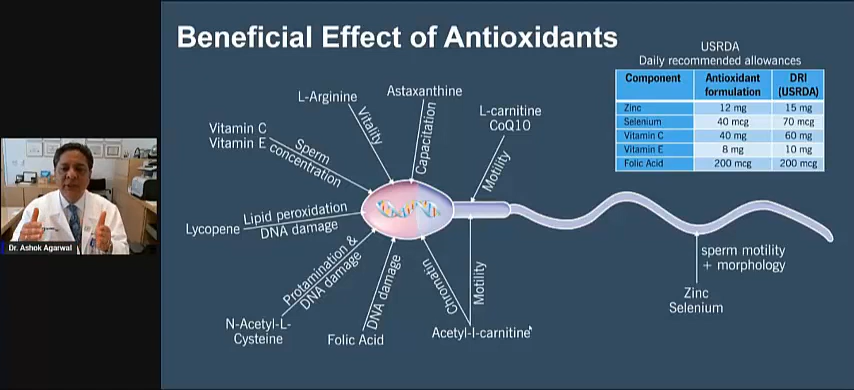 Beneficial Effect of Antioxidants
USRDA
Daily recommended allowances
Component Antioxidant formulation DRI (USRDA)
Zinc 12 mg 15 mg
Selenium 40 mcg 70 mcg
Vitamin C 40 mg 60 mg
Vitamin E 8 mg 10 mg
Folic Acid 200 mcg 200 mcg
Astaxanthine
Capacitation
L-Arginine
Vitality
L-carnitine
CoQ10
Motility
Vitamin C
Vitamin E
Sperm
concentration
Lycopene
Lipid peroxidation
DNA damage
Protamination &
DNA damage
N-Acetyl-L-
Cysteine
DNA damage
Folic Acid
Chromatin
Motility
Acetyl-l-carnitine
sperm motility
+ morphology
Zinc
Selenium
Dr. Ashok Agarwal